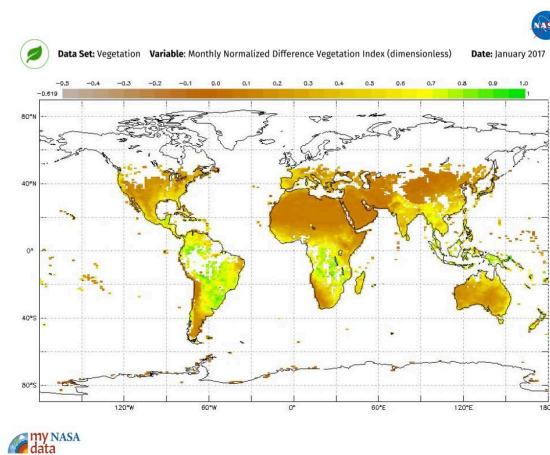 NAS
Data Set: Vegetation Variable: Monthly Normalized Difference Vegetation Index (dimensionless) Date: January 2017
-0.5 -0.4 -0.3 -0.2 -0.1 0.0 0.1 0.2 0.3 0.4 0.5 0.6 0.7 0.8 0.9 1.0
-0.619 1
80°N
40°N
0°
40°S
80°S
120°W 60°W 0° 60°E 120°E 180
my NASA
data